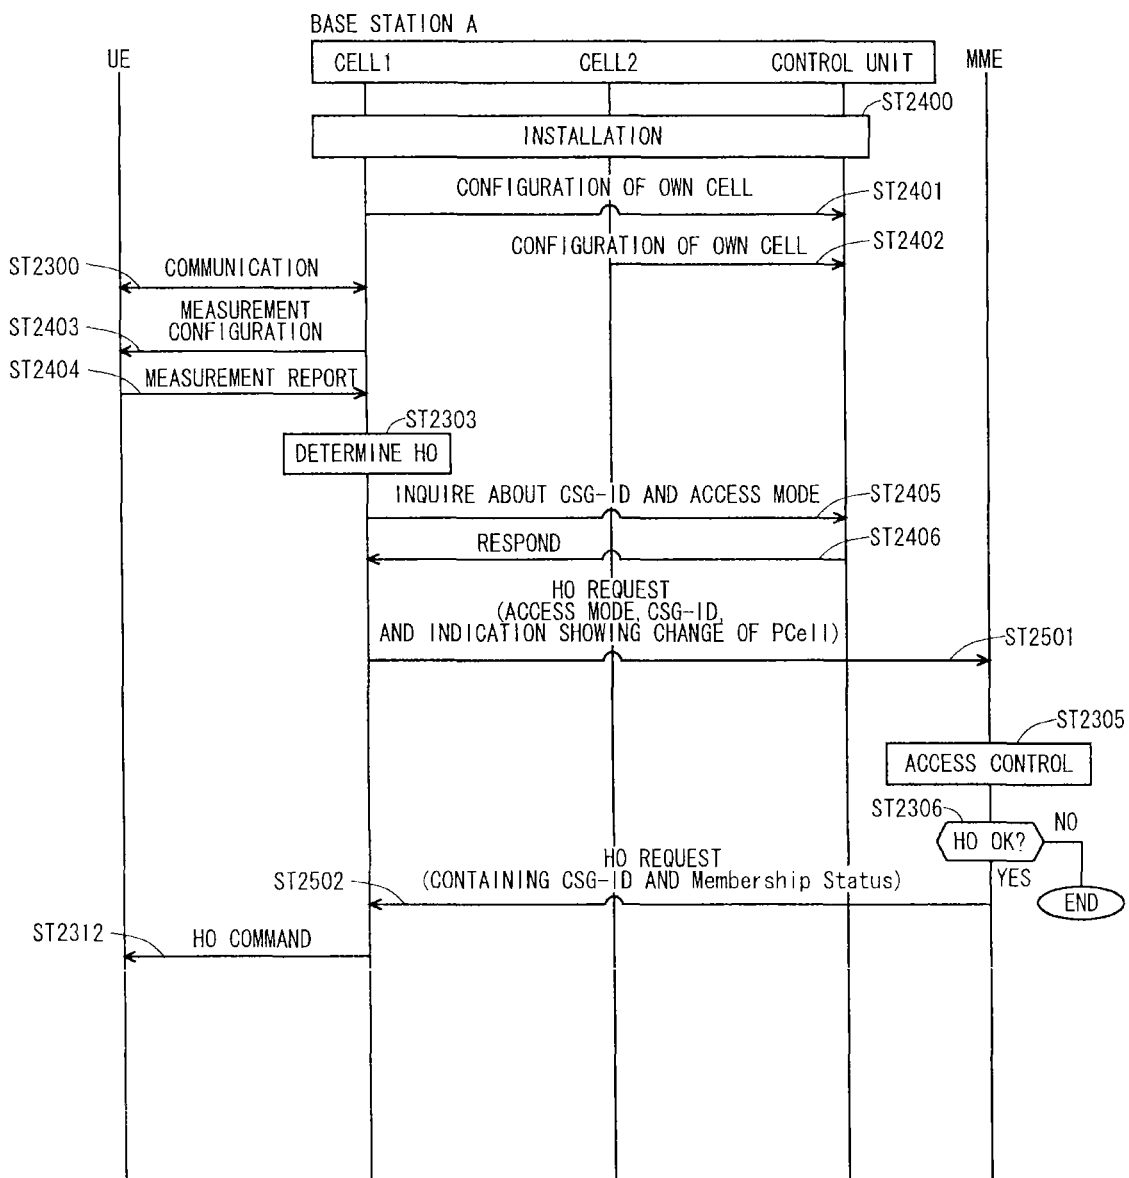 BASE STATION A
UE
CELL1
CELL2
CONTROL UNIT
MME
ST2400
INSTALLATION
CONFIGURATION OF OWN CELL
ST2401
CONFIGURATION OF OWN CELL
ST2402
ST2300
COMMUNICATION
MEASUREMENT
CONFIGURATION
ST2403
ST2404
MEASUREMENT REPORT
ST2303
DETERMINE HO
INQUIRE ABOUT CSG-ID AND ACCESS MODE
ST2405
RESPOND
ST2406
HO REQUEST
(ACCESS MODE, CSG-ID,
AND INDICATION SHOWING CHANGE OF PCell)
ST2501
ST2305
ACCESS CONTROL
ST2306
HO OK?
NO
YES
END
HO REQUEST
(CONTAINING CSG-ID AND Membership Status)
ST2502
ST2312
HO COMMAND